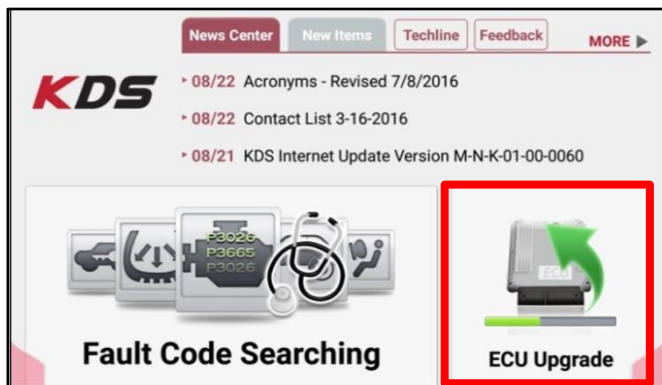 News Center New Items Techline Feedback MORE
KDS
08/22 Acronyms - Revised 7/8/2016
08/22 Contact List 3-16-2016
08/21 KDS Internet Update Version M-N-K-01-00-0060
P3026
P3665
P3026
ECU
Fault Code Searching
ECU Upgrade